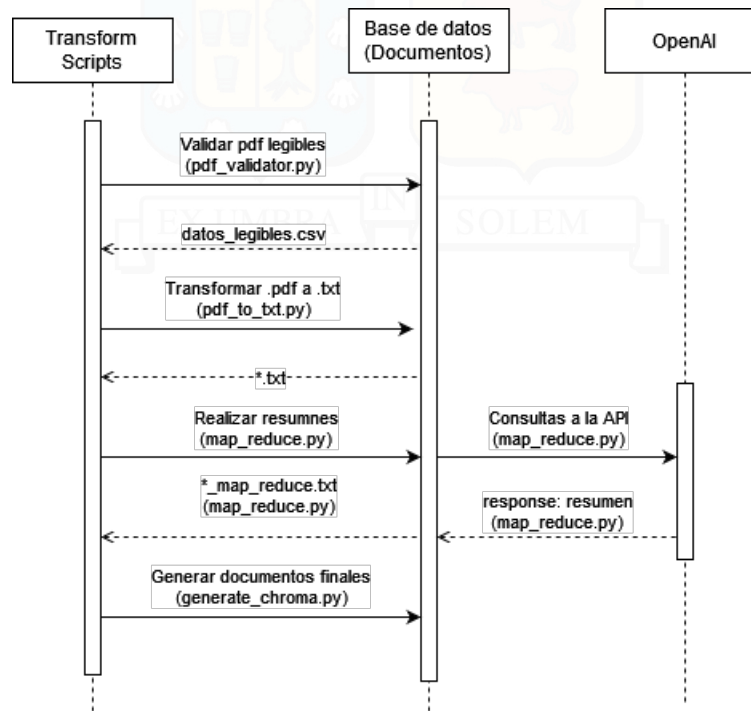 Transform
Scripts
Base de datos
(Documentos)
OpenAI
Validar pdf legibles
(pdf_validator.py)
EX UMBRA IN SOLEM
datos_legibles.csv
Transformar .pdf a .txt
(pdf_to_txt.py)
*.txt
Realizar resumnes
(map_reduce.py)
Consultas a la API
(map_reduce.py)
*_map_reduce.txt
(map_reduce.py)
response: resumen
(map_reduce.py)
Generar documentos finales
(generate_chroma.py)